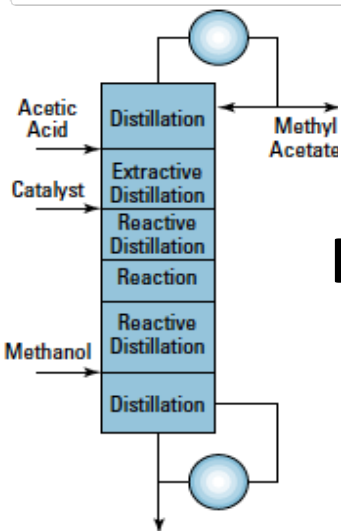 Distillation
Acetic
Acid
Methyl
Acetate
Extractive
Distillation
Catalyst
Reactive
Distillation
Reaction
Reactive
Distillation
Methanol
Distillation